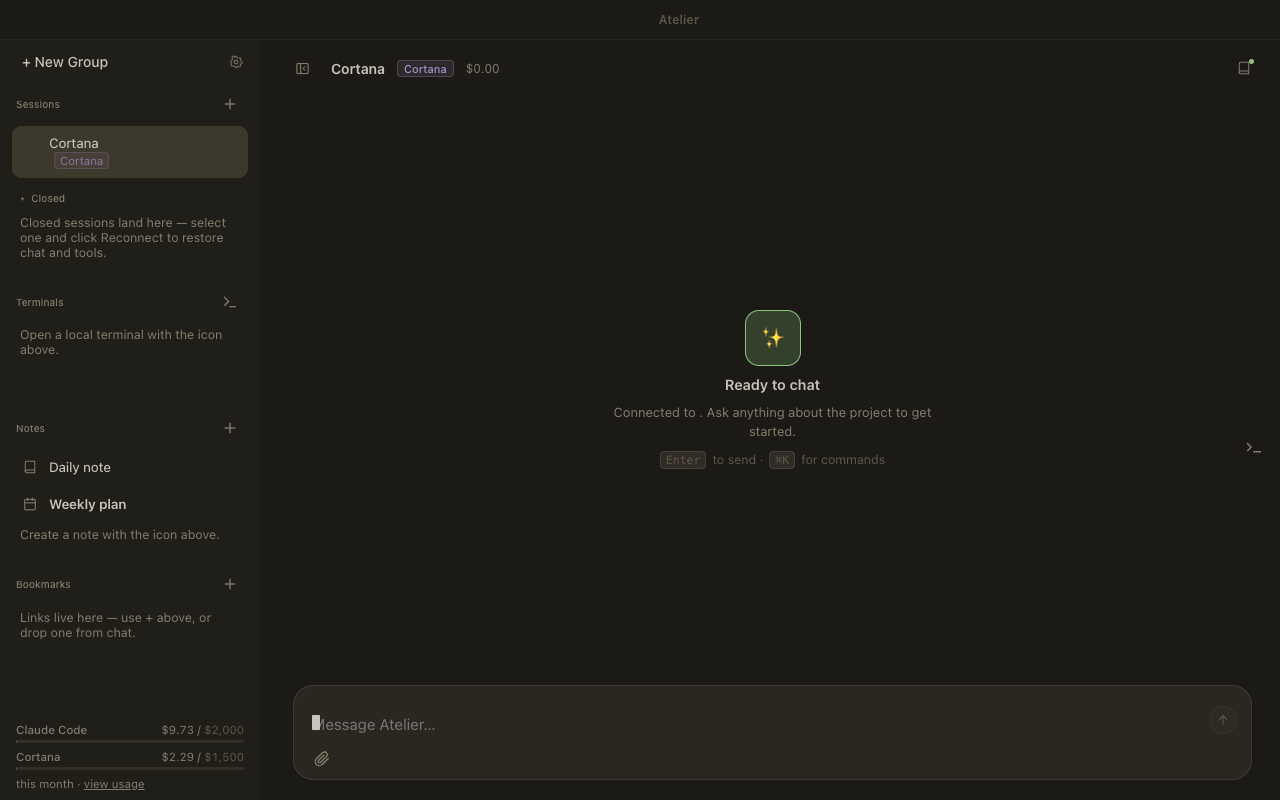 Atelier
+ New Group
Sessions
Cortana
Cortana
Closed
Closed sessions land here — select
one and click Reconnect to restore
chat and tools.
Terminals
Open a local terminal with the icon
above.
Notes
Daily note
Weekly plan
Create a note with the icon above.
Bookmarks
Links live here — use + above, or
drop one from chat.
Claude Code $9.73 / $2,000
Cortana $2.29 / $1,500
this month · view usage
Cortana Cortana $0.00
Ready to chat
Connected to . Ask anything about the project to get
started.
Enter to send · ⌘K for commands
Message Atelier...